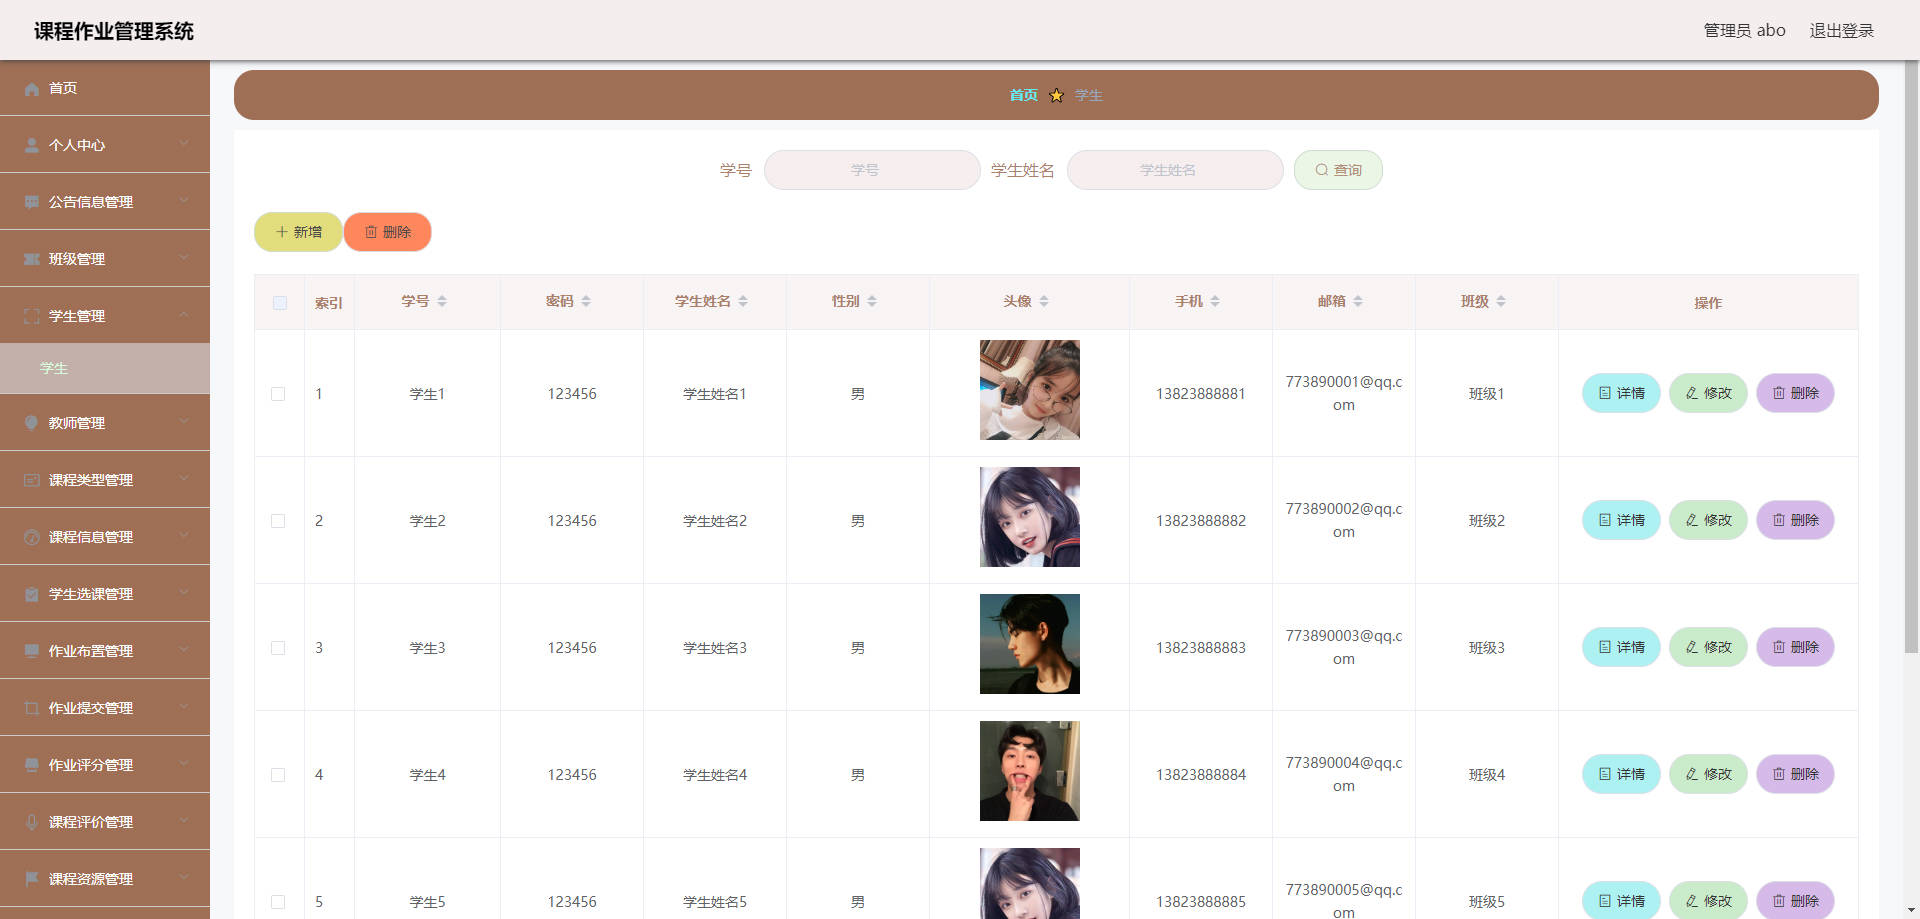 课程作业管理系统
管理员 abo 退出登录
首页
个人中心
公告信息管理
班级管理
学生管理
学生
教师管理
课程类型管理
课程信息管理
学生选课管理
作业布置管理
作业提交管理
作业评分管理
课程评价管理
课程资源管理
首页 学生
学号 学号 学生姓名 学生姓名 查询
新增 删除
索引 学号 密码 学生姓名 性别 头像 手机 邮箱 班级 操作
1 学生1 123456 学生姓名1 男 13823888881 773890001@qq.c
om 班级1 详情 修改 删除
2 学生2 123456 学生姓名2 男 13823888882 773890002@qq.c
om 班级2 详情 修改 删除
3 学生3 123456 学生姓名3 男 13823888883 773890003@qq.c
om 班级3 详情 修改 删除
4 学生4 123456 学生姓名4 男 13823888884 773890004@qq.c
om 班级4 详情 修改 删除
5 学生5 123456 学生姓名5 男 13823888885 773890005@qq.c
om 班级5 详情 修改 删除